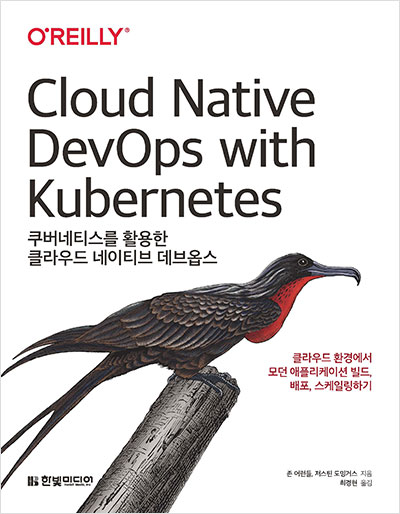 O'REILLY®
Cloud Native
DevOps with
Kubernetes
쿠버네티스를 활용한
클라우드 네이티브 데브옵스
클라우드 환경에서
모던 애플리케이션 빌드,
배포, 스케일링하기
존 어런들, 저스틴 도밍거스 지음
최경현 옮김
한빛미디어